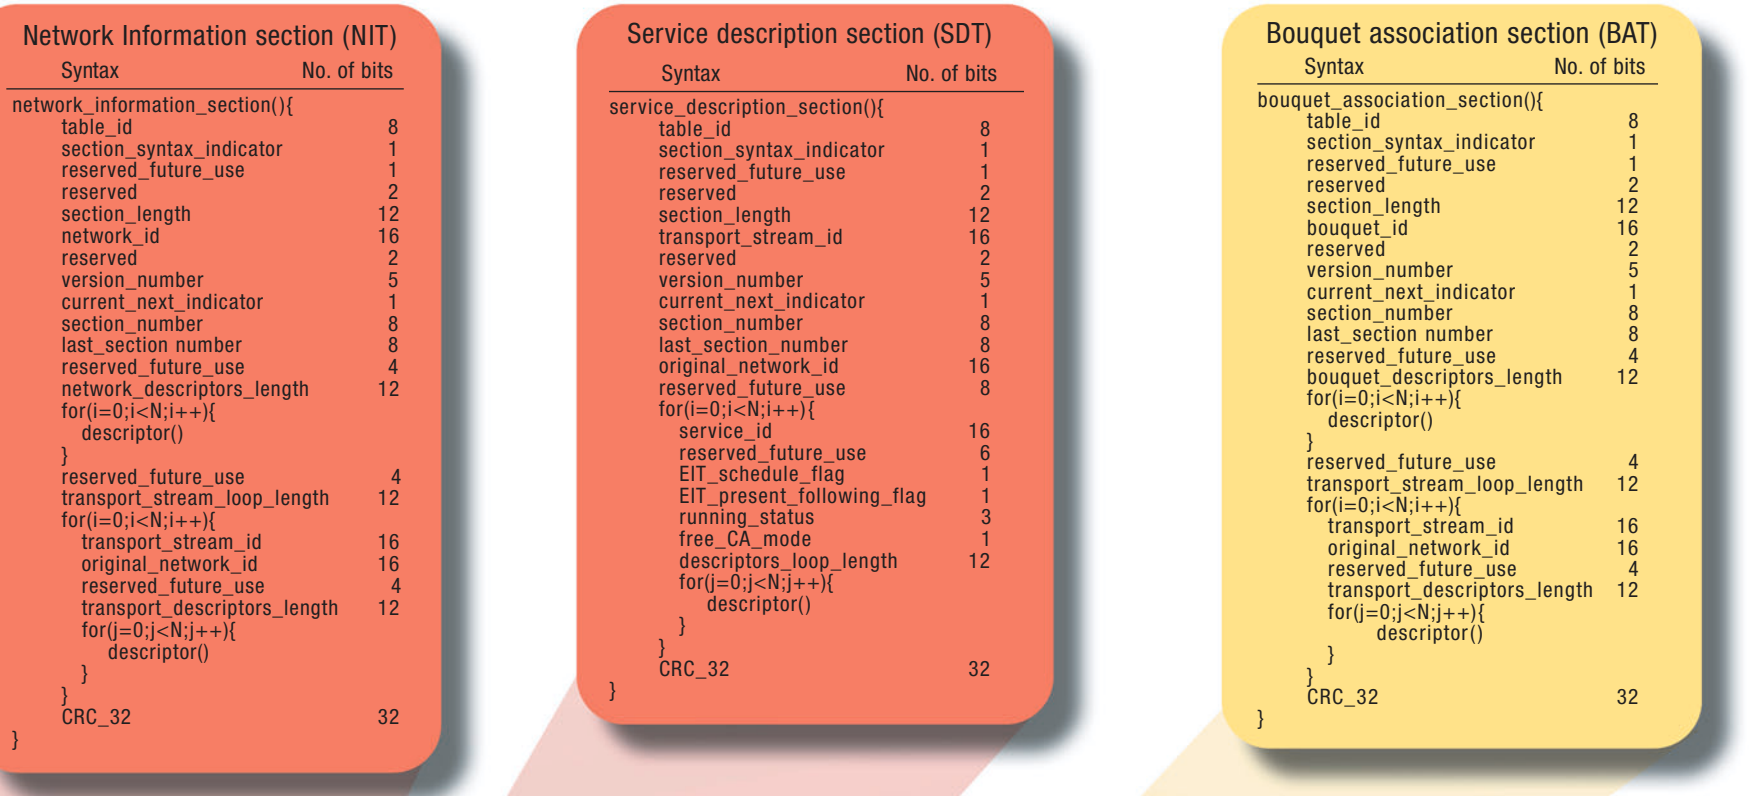 Network Information section (NIT)
Syntax No. of bits
network_information_section(){
table_id 8
section_syntax_indicator 1
reserved_future_use 1
reserved 2
section_length 12
network_id 16
reserved 2
version_number 5
current_next_indicator 1
section_number 8
last_section number 8
reserved_future_use 4
network_descriptors_length 12
for(i=0;i<N;i++){
descriptor()
}
reserved_future_use 4
transport_stream_loop_length 12
for(i=0;i<N;i++){
transport_stream_id 16
original_network_id 16
reserved_future_use 4
transport_descriptors_length 12
for(j=0;j<N;j++){
descriptor()
}
}
CRC_32 32
}
Service description section (SDT)
Syntax No. of bits
service_description_section(){
table_id 8
section_syntax_indicator 1
reserved_future_use 1
reserved 2
section_length 12
transport_stream_id 16
reserved 2
version_number 5
current_next_indicator 1
section_number 8
last_section_number 8
original_network_id 16
reserved_future_use 8
for(i=0;i<N;i++){
service_id 16
reserved_future_use 6
EIT_schedule_flag 1
EIT_present_following_flag 1
running_status 3
free_CA_mode 1
descriptors_loop_length 12
for(j=0;j<N;j++){
descriptor()
}
}
CRC_32 32
}
Bouquet association section (BAT)
Syntax No. of bits
bouquet_association_section(){
table_id 8
section_syntax_indicator 1
reserved_future_use 1
reserved 2
section_length 12
bouquet_id 16
reserved 2
version_number 5
current_next_indicator 1
section_number 8
last_section number 8
reserved_future_use 4
bouquet_descriptors_length 12
for(i=0;i<N;i++){
descriptor()
}
reserved_future_use 4
transport_stream_loop_length 12
for(i=0;i<N;i++){
transport_stream_id 16
original_network_id 16
reserved_future_use 4
transport_descriptors_length 12
for(j=0;j<N;j++){
descriptor()
}
}
CRC_32 32
}